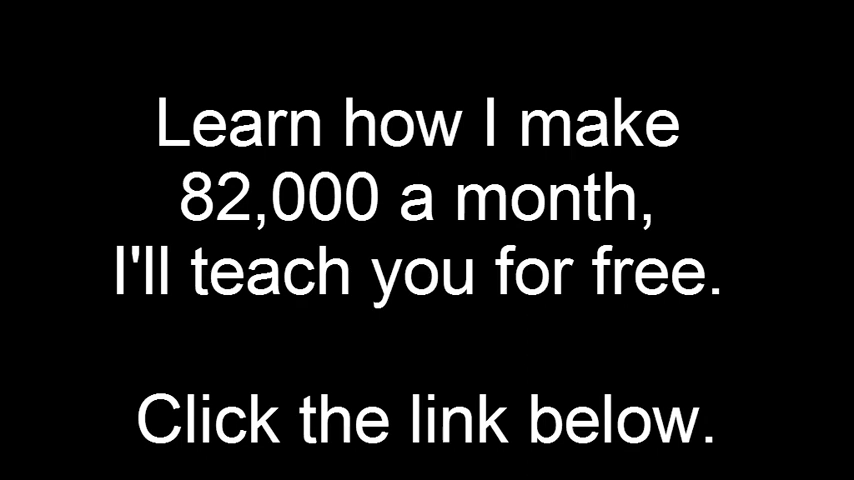 Learn how I make
82,000 a month,
I'll teach you for free.
Click the link below.